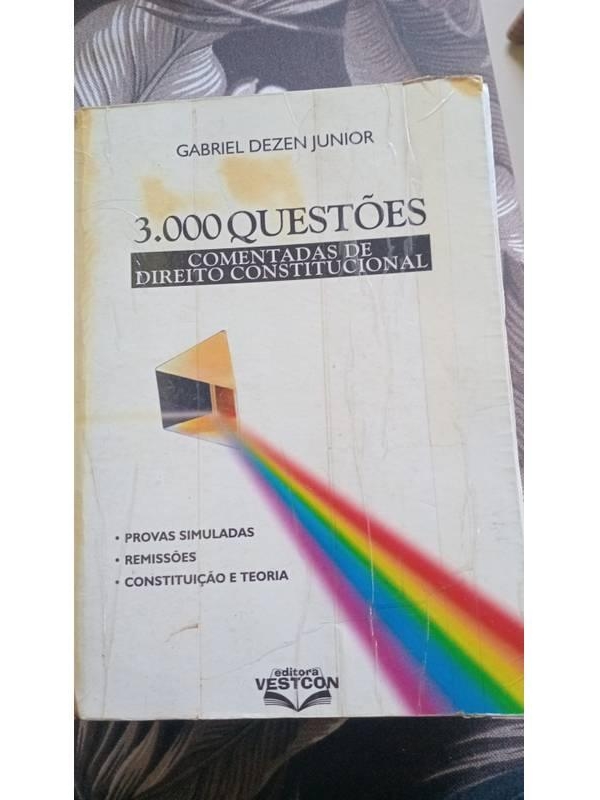 GABRIEL DEZEN JUNIOR
3.000 QUESTÕES
COMENTADAS DE
DIREITO CONSTITUCIONAL
• PROVAS SIMULADAS
• REMISSÕES
• CONSTITUIÇÃO E TEORIA
editora
VESTCON